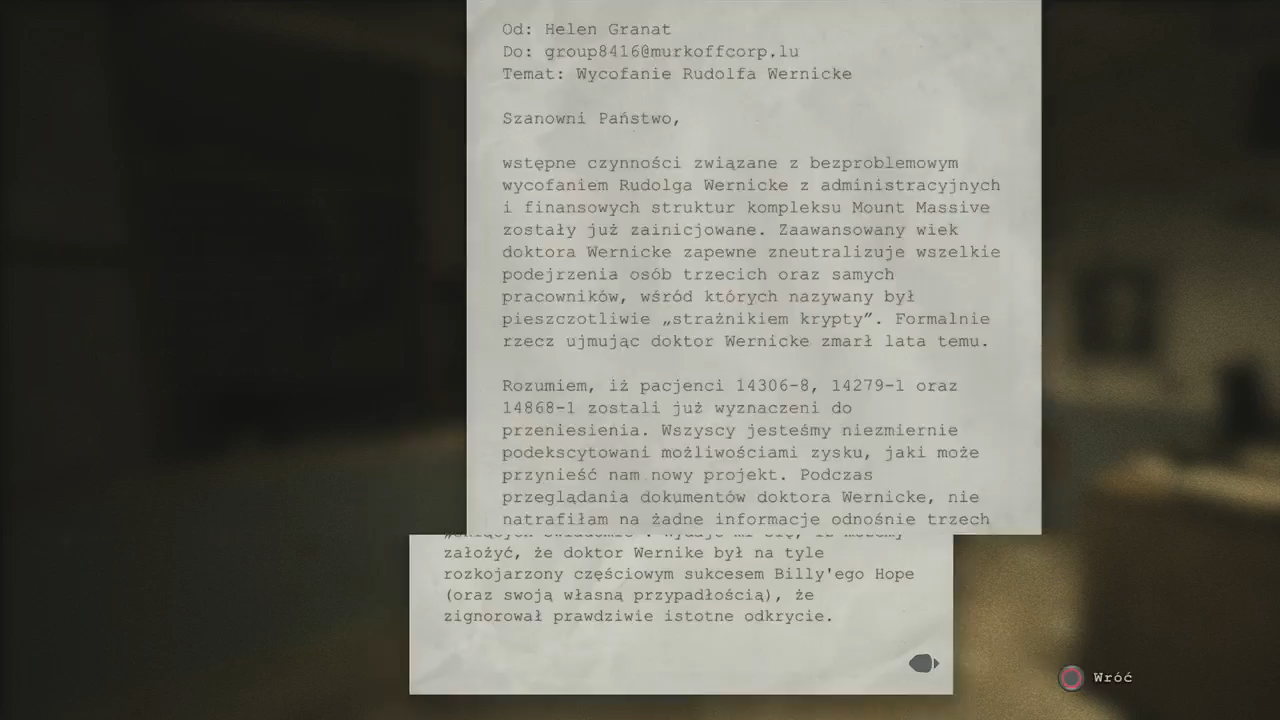 Od: Helen Granat
Do: group8416@murkoffcorp.lu
Temat: Wycofanie Rudolfa Wernicke
Szanowni Państwo,
wstępne czynności związane z bezproblemowym
wycofaniem Rudolga Wernicke z administracyjnych
i finansowych struktur kompleksu Mount Massive
zostały już zainicjowane. Zaawansowany wiek
doktora Wernicke zapewne zneutralizuje wszelkie
podejrzenia osób trzecich oraz samych
pracowników, wśród których nazywany był
pieszczotliwie „strażnikiem krypty”. Formalnie
rzecz ujmując doktor Wernicke zmarł lata temu.
Rozumiem, iż pacjenci 14306-8, 14279-1 oraz
14868-1 zostali już wyznaczeni do
przeniesienia. Wszyscy jesteśmy niezmiernie
podekscytowani możliwościami zysku, jaki może
przynieść nam nowy projekt. Podczas
przeglądania dokumentów doktora Wernicke, nie
natrafiłam na żadne informacje odnośnie trzech
założyć, że doktor Wernike był na tyle
rozkojarzony częściowym sukcesem Billy'ego Hope
(oraz swoją własną przypadłością), że
zignorował prawdziwie istotne odkrycie.
Wróć